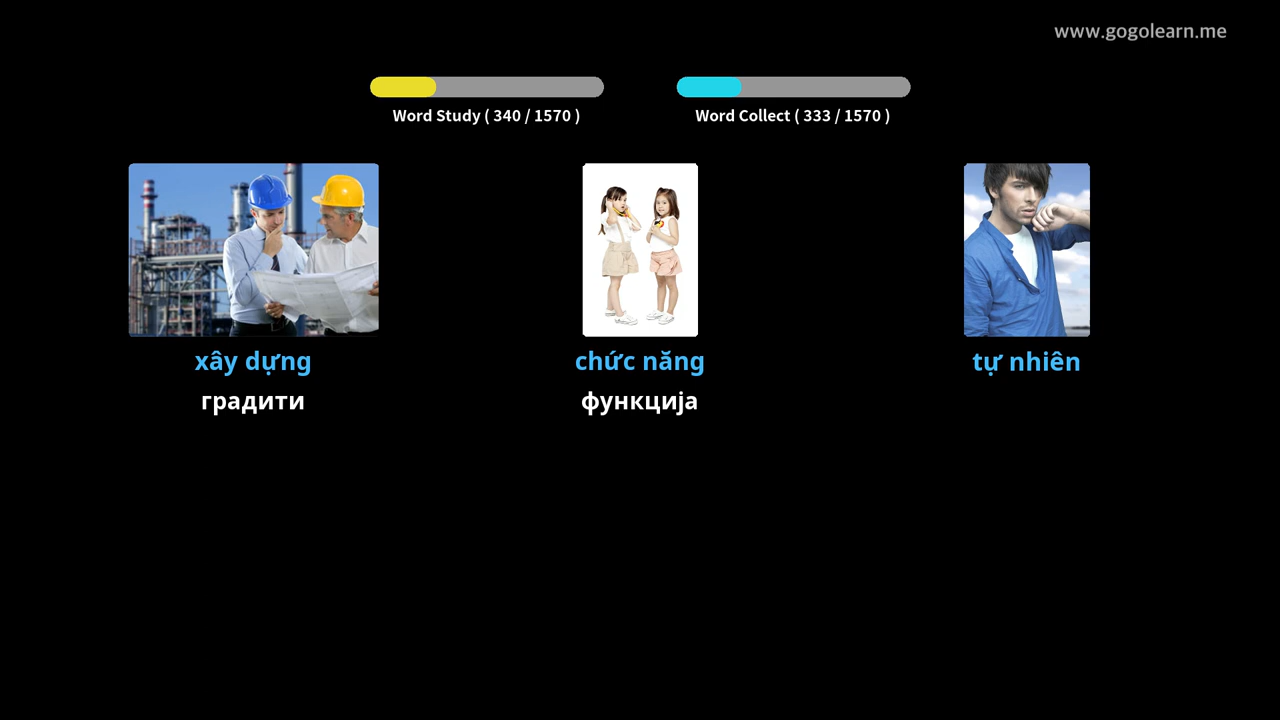 www.gogolearn.me
Word Study ( 340 / 1570 )
Word Collect ( 333 / 1570 )
xây dựng
chức năng
tự nhiên
градити
функција